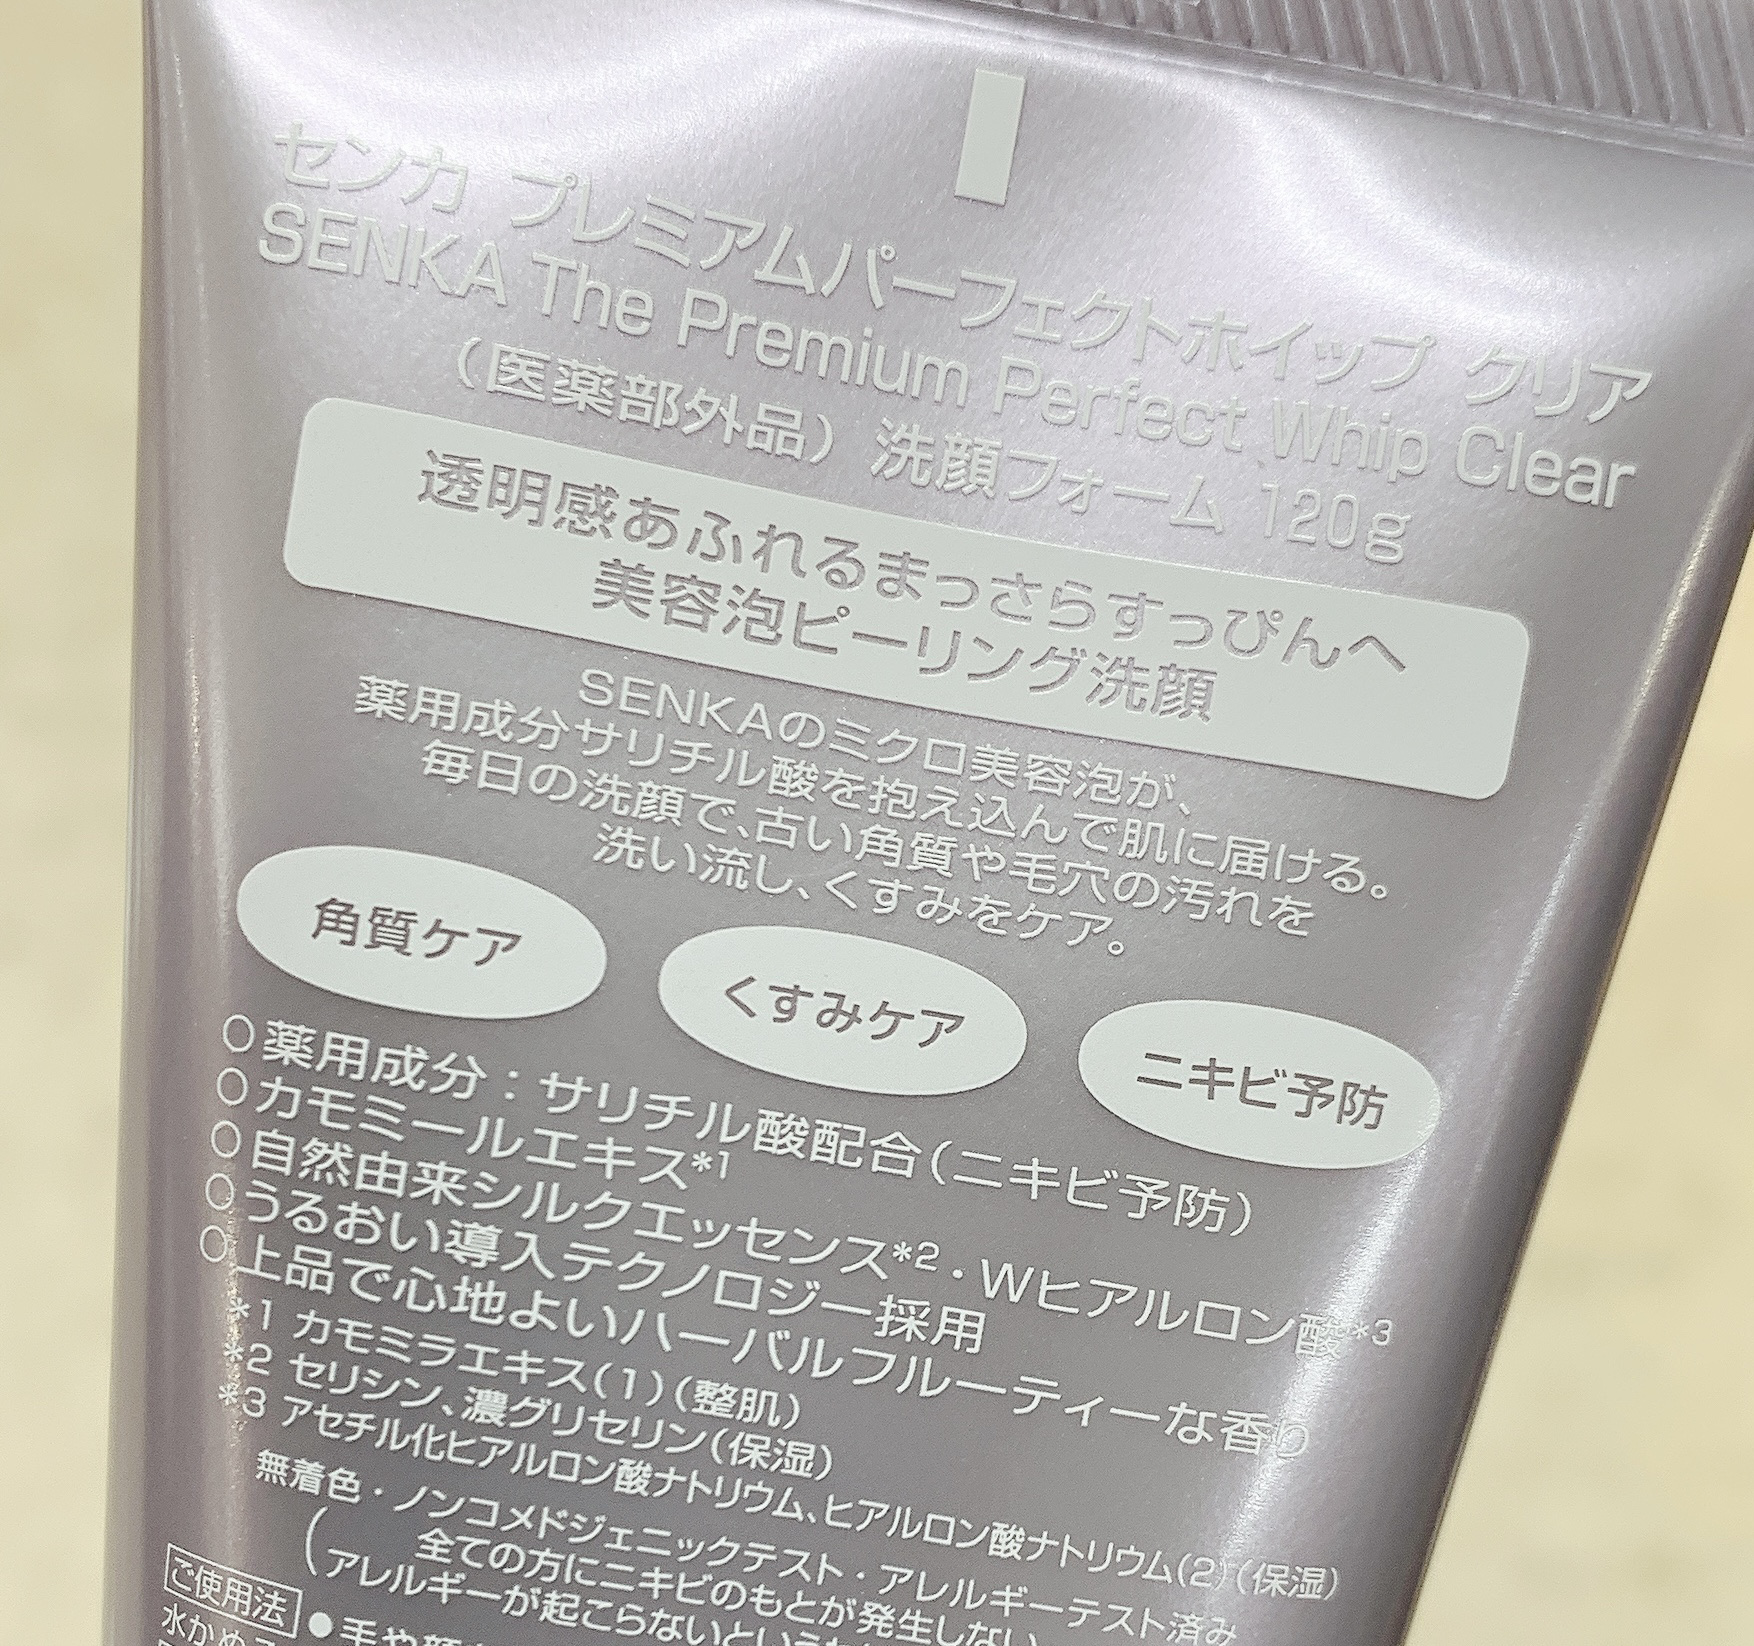 センカ プレミアムパーフェクトホイップ クリア
SENKA The Premium Perfect Whip Clear
（医薬部外品）洗顔フォーム 120g
透明感あふれるまっさらすっぴんへ
美容泡ピーリング洗顔
SENKAのミクロ美容泡が、
薬用成分サリチル酸を抱え込んで肌に届ける。
毎日の洗顔で、古い角質や毛穴の汚れを
洗い流し、くすみをケア。
角質ケア
くすみケア
ニキビ予防
○薬用成分：サリチル酸配合（ニキビ予防）
○カモミールエキス*1
○自然由来シルクエッセンス*2・Wヒアルロン酸*3
○うるおい導入テクノロジー採用
○上品で心地よいハーバルフルーティーな香り
*1 カモミラエキス(1)（整肌）
*2 セリシン、濃グリセリン（保湿）
*3 アセチル化ヒアルロン酸ナトリウム、ヒアルロン酸ナトリウム(2)（保湿）
無着色・ノンコメドジェニックテスト・アレルギーテスト済み
（全ての方にニキビのもとが発生しない、
アレルギーが起こらないという
ご使用法
●手や顔
水かぬ